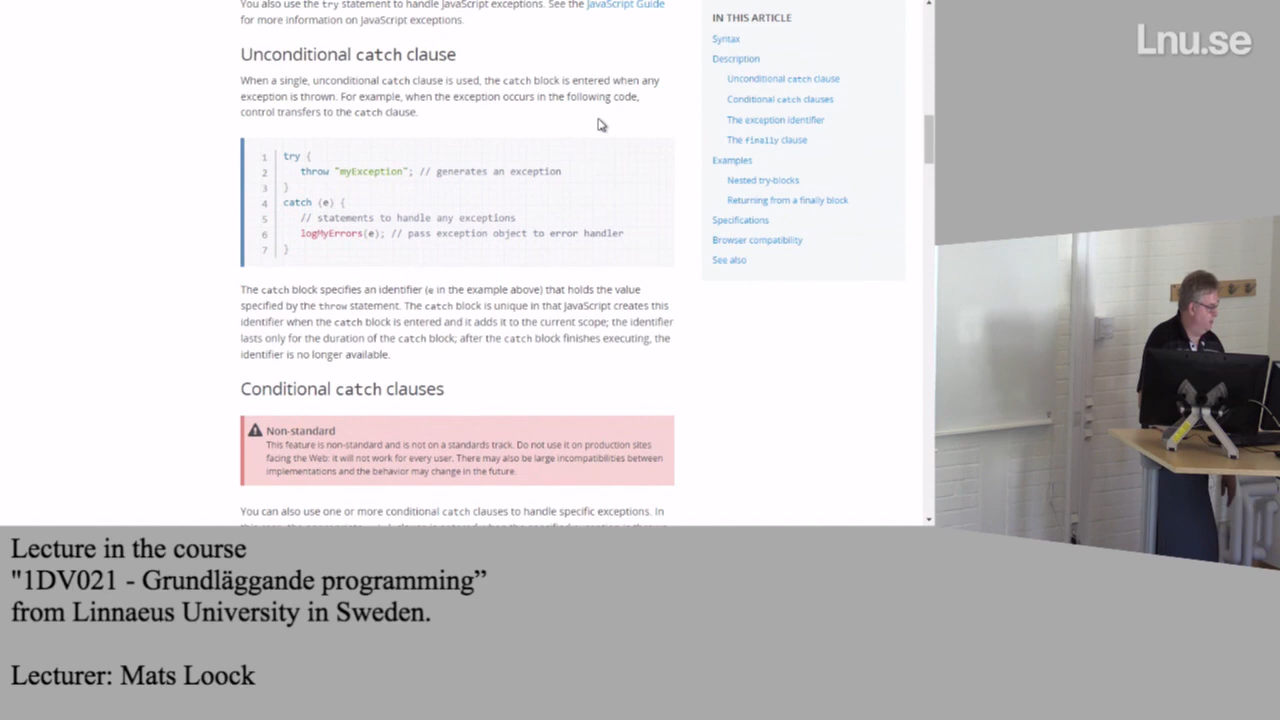 You also use the try statement to handle JavaScript exceptions. See the JavaScript Guide
for more information on JavaScript exceptions.
Unconditional catch clause
When a single, unconditional catch clause is used, the catch block is entered when any
exception is thrown. For example, when the exception occurs in the following code,
control transfers to the catch clause.
1 try {
2 throw "myException"; // generates an exception
3 }
4 catch (e) {
5 // statements to handle any exceptions
6 logMyErrors(e); // pass exception object to error handler
7 }
The catch block specifies an identifier (e in the example above) that holds the value
specified by the throw statement. The catch block is unique in that JavaScript creates this
identifier when the catch block is entered and it adds it to the current scope; the identifier
lasts only for the duration of the catch block; after the catch block finishes executing, the
identifier is no longer available.
Conditional catch clauses
Non-standard
This feature is non-standard and is not on a standards track. Do not use it on production sites
facing the Web: it will not work for every user. There may also be large incompatibilities between
implementations and the behavior may change in the future.
You can also use one or more conditional catch clauses to handle specific exceptions. In
IN THIS ARTICLE
Syntax
Description
Unconditional catch clause
Conditional catch clauses
The exception identifier
The finally clause
Examples
Nested try-blocks
Returning from a finally block
Specifications
Browser compatibility
See also
Lnu.se
Lecture in the course
"1DV021 - Grundläggande programming”
from Linnaeus University in Sweden.
Lecturer: Mats Loock